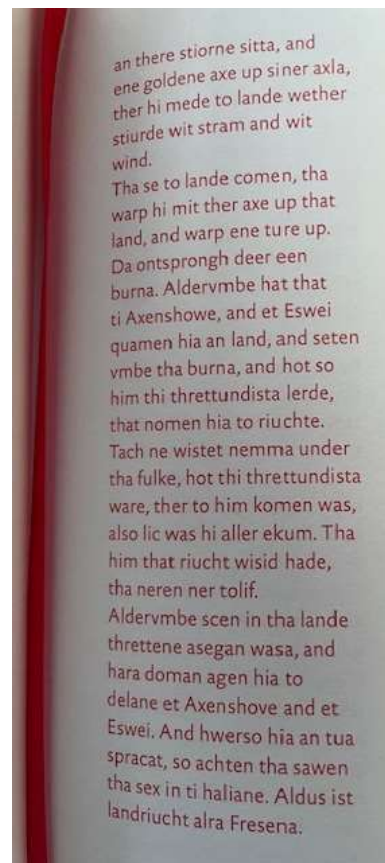 an there stiorne sitta, and
ene goldene axe up siner axla,
ther hi mede to lande wether
stiurde wit stram and wit
wind.
Tha se to lande comen, tha
warp hi mit ther axe up that
land, and warp ene ture up.
Da ontsprongh deer een
burna. Aldervmbe hat that
ti Axenshowe, and et Eswei
quamen hia an land, and seten
vmbe tha burna, and hot so
him thi threttundista lerde,
that nomen hia to riuchte.
Tach ne wistet nemma under
tha fulke, hot thi threttundista
ware, ther to him komen was,
also lic was hi aller ekum. Tha
him that riucht wisid hade,
tha neren ner tolif.
Aldervmbe scen in tha lande
threttene asegan wasa, and
hara doman agen hia to
delane et Axenshove and et
Eswei. And hwerso hia an tua
spracat, so achten tha sawen
tha sex in ti haliane. Aldus ist
landriucht alra Fresena.